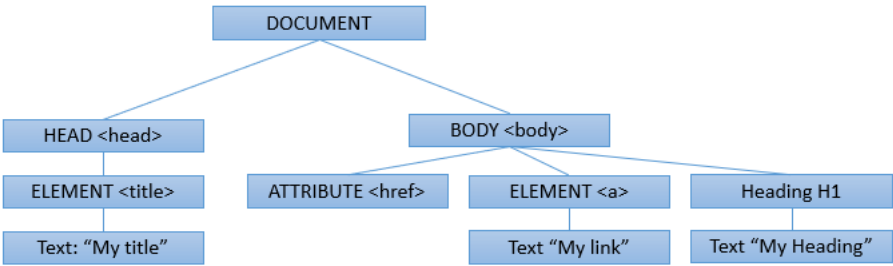 DOCUMENT
HEAD <head>
BODY <body>
ELEMENT <title>
ATTRIBUTE <href>
ELEMENT <a>
Heading H1
Text: “My title”
Text “My link”
Text “My Heading”